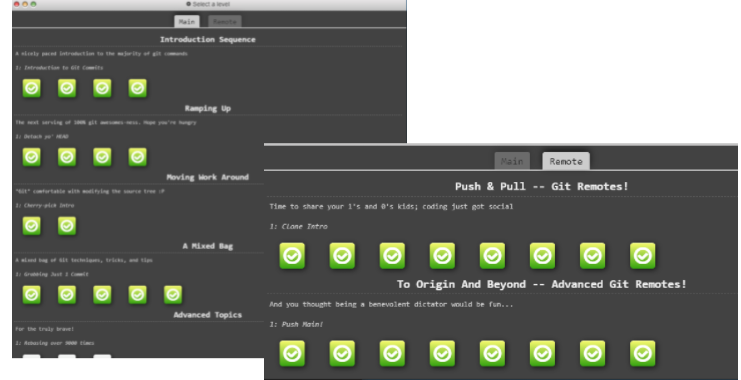 Select a level
Main Remote
Introduction Sequence
A nicely paced introduction to the majority of git commands
1: Introduction to Git Commits
Ramping Up
The next serving of 100% git awesomes-ness. Hope you're hungry
1: Detach yo' HEAD
Moving Work Around
"Git" comfortable with modifying the source tree :P
1: Cherry-pick Intro
A Mixed Bag
A mixed bag of Git techniques, tricks, and tips
1: Grabbing Just 1 Commit
Advanced Topics
For the truly brave!
1: Rebasing over 9000 times
Main Remote
Push & Pull -- Git Remotes!
Time to share your 1's and 0's kids; coding just got social
1: Clone Intro
To Origin And Beyond -- Advanced Git Remotes!
And you thought being a benevolent dictator would be fun...
1: Push Main!